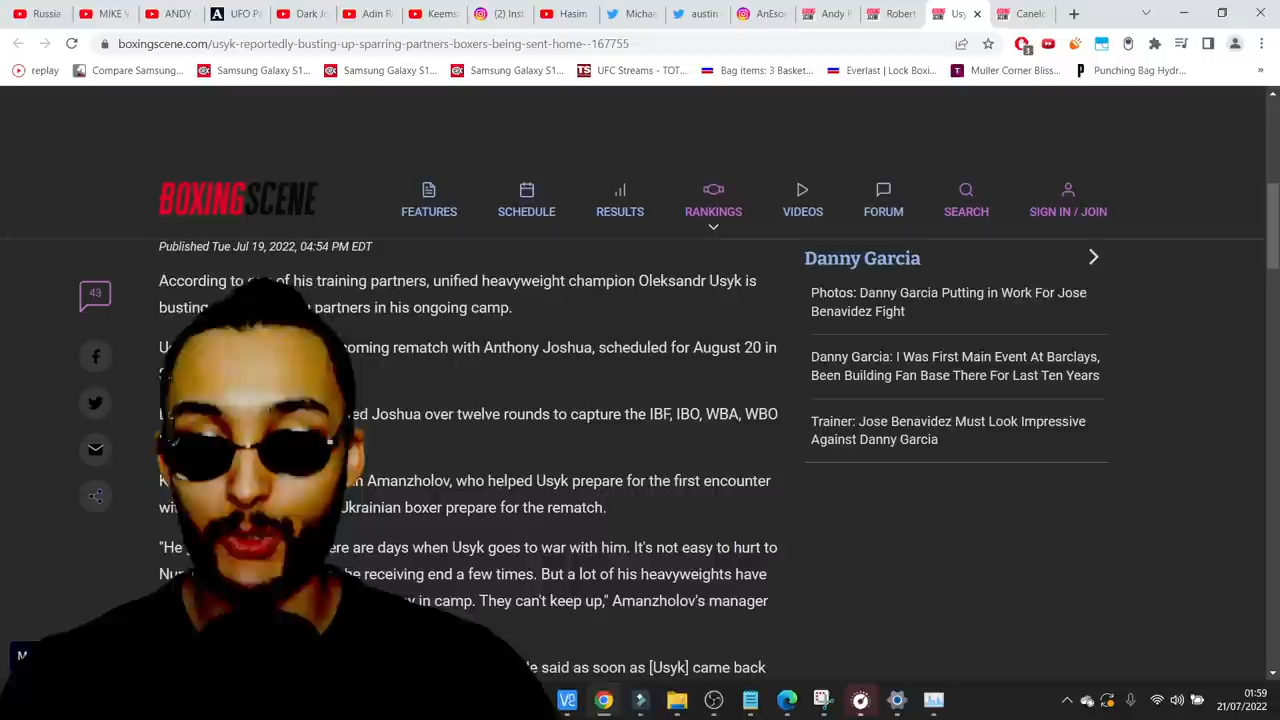 Russia
MIKE V
ANDY
UFO Pa
Dark Jo
Adin R
Keems
(2) Inst
Hasim
Michae
austin
AnEsor
Andy F
Robert
Usy
Canelo
boxingscene.com/usyk-reportedly-busting-up-sparring-partners-boxers-being-sent-home--167755
3
replay
Compare Samsung...
Samsung Galaxy S1...
Samsung Galaxy S1...
Samsung Galaxy S1...
UFC Streams - TOT...
Bag items: 3 Basket...
Everlast | Lock Boxi...
Muller Corner Bliss...
Punching Bag Hydr...
BOXINGSCENE
FEATURES
SCHEDULE
RESULTS
RANKINGS
VIDEOS
FORUM
SEARCH
SIGN IN / JOIN
Published Tue Jul 19, 2022, 04:54 PM EDT
43
According to of his training partners, unified heavyweight champion Oleksandr Usyk is
busting partners in his ongoing camp.
coming rematch with Anthony Joshua, scheduled for August 20 in
ed Joshua over twelve rounds to capture the IBF, IBO, WBA, WBO
Amanzholov, who helped Usyk prepare for the first encounter
Ukrainian boxer prepare for the rematch.
"He ere are days when Usyk goes to war with him. It's not easy to hurt to
he receiving end a few times. But a lot of his heavyweights have
in camp. They can't keep up," Amanzholov's manager
said as soon as [Usyk] came back
Danny Garcia
Photos: Danny Garcia Putting in Work For Jose
Benavidez Fight
Danny Garcia: I Was First Main Event At Barclays,
Been Building Fan Base There For Last Ten Years
Trainer: Jose Benavidez Must Look Impressive
Against Danny Garcia
01:59
21/07/2022